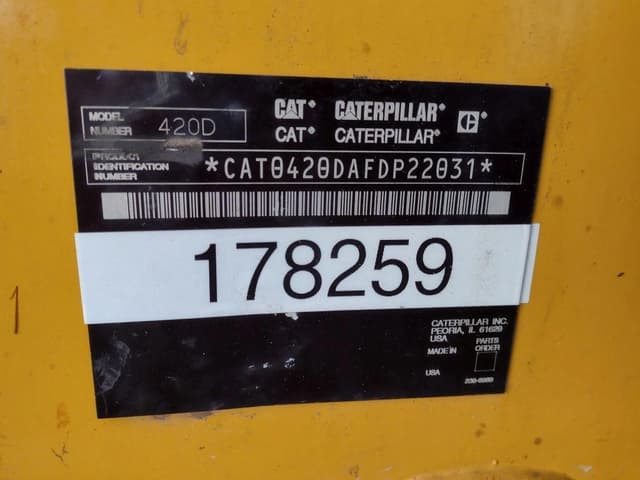 MODEL NUMBER 420D
CAT CATERPILLAR
CAT® CATERPILLAR®
PRODUCT IDENTIFICATION NUMBER *CAT0420DAFDP22031*
178259
CATERPILLAR INC.
PEORIA, IL 61629
USA
PARTS ORDER
MADE IN
USA
1